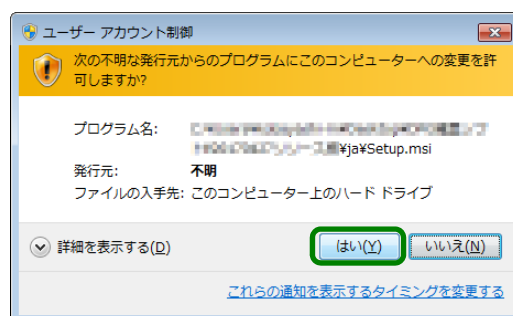 ユーザー アカウント制御
次の不明な発行元からのプログラムにこのコンピューターへの変更を許
可しますか?
プログラム名:
¥ja¥Setup.msi
発行元: 不明
ファイルの入手先: このコンピューター上のハード ドライブ
詳細を表示する(D) はい(Y) いいえ(N)
これらの通知を表示するタイミングを変更する